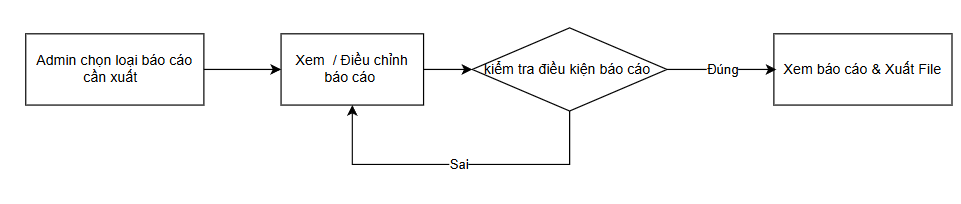 Admin chọn loại báo cáo
cần xuất
Xem / Điều chỉnh
báo cáo
kiểm tra điều kiện báo cáo
Đúng
Xem báo cáo & Xuất File
Sai